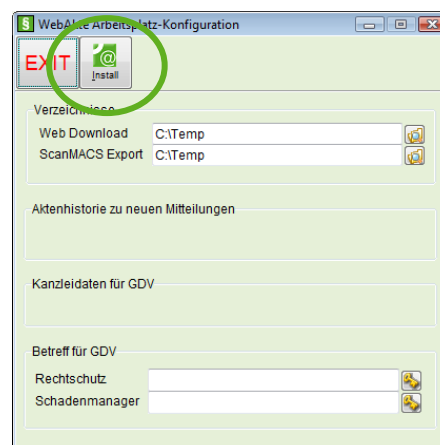 WebAkte Arbeitsplatz-Konfiguration
EXIT
Install
Verzeichnisse
Web Download C:\Temp
ScanMACS Export C:\Temp
Aktenhistorie zu neuen Mitteilungen
Kanzleidaten für GDV
Betreff für GDV
Rechtschutz
Schadenmanager